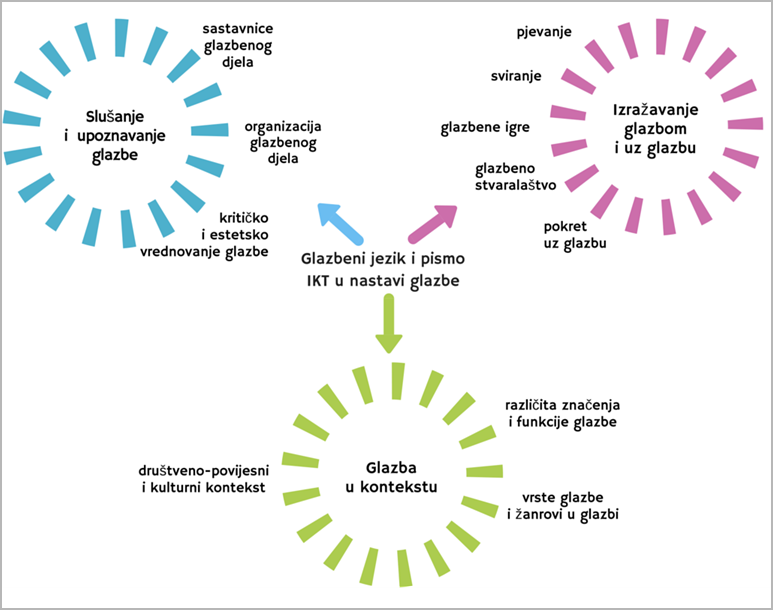 sastavnice
glazbenog
djela
Slušanje
i upoznavanje
glazbe
organizacija
glazbenog
djela
kritičko
i estetsko
vrednovanje glazbe
pjevanje
sviranje
glazbene igre
glazbeno
stvaralaštvo
pokret
uz glazbu
Izražavanje
glazbom
i uz glazbu
Glazbeni jezik i pismo
IKT u nastavi glazbe
različita značenja
i funkcije glazbe
društveno-povijesni
i kulturni kontekst
Glazba
u kontekstu
vrste glazbe
i žanrovi u glazbi